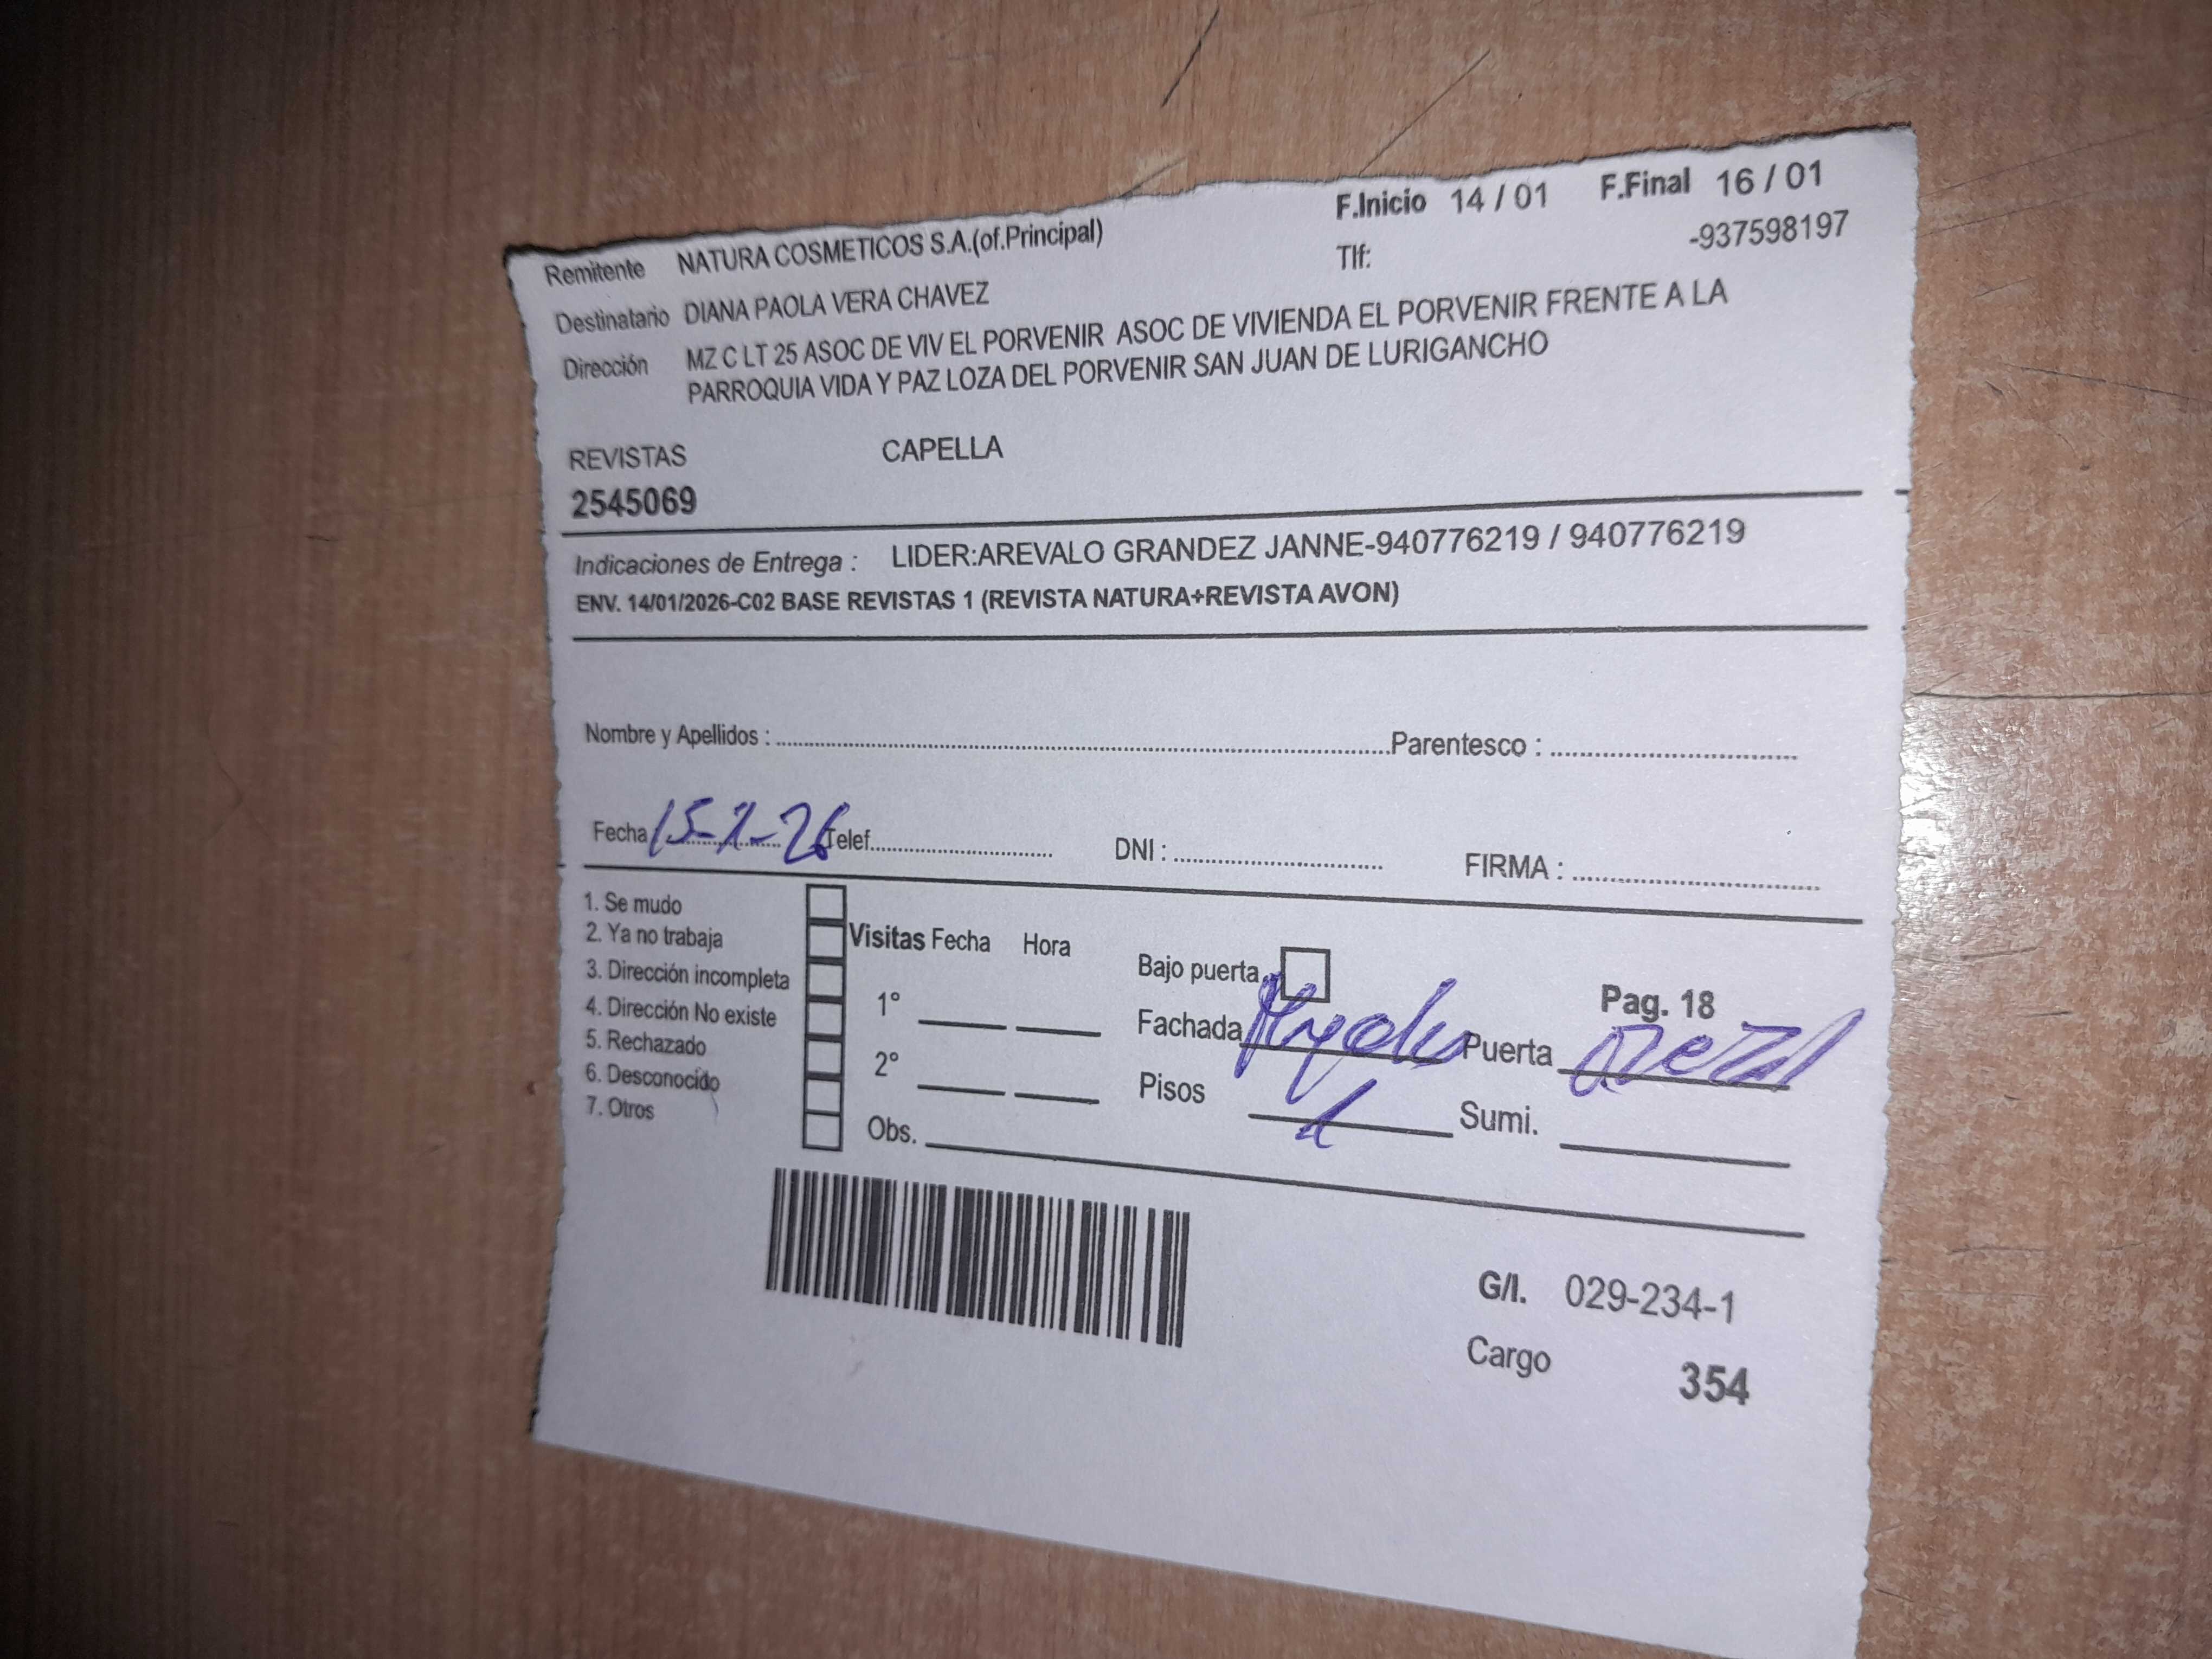 F.Inicio 14 / 01 F.Final 16 / 01
Remitente NATURA COSMETICOS S.A.(of.Principal) Tlf: -937598197
Destinatario DIANA PAOLA VERA CHAVEZ
Dirección MZ C LT 25 ASOC DE VIV EL PORVENIR ASOC DE VIVIENDA EL PORVENIR FRENTE A LA
PARROQUIA VIDA Y PAZ LOZA DEL PORVENIR SAN JUAN DE LURIGANCHO
REVISTAS CAPELLA
2545069
Indicaciones de Entrega : LIDER:AREVALO GRANDEZ JANNE-940776219 / 940776219
ENV. 14/01/2026-C02 BASE REVISTAS 1 (REVISTA NATURA+REVISTA AVON)
Nombre y Apellidos : Parentesco :
Fecha 15-1-26 Telef. DNI : FIRMA :
1. Se mudo
2. Ya no trabaja
3. Dirección incompleta
4. Dirección No existe
5. Rechazado
6. Desconocido
7. Otros
Visitas Fecha Hora
1°
2°
Obs.
Bajo puerta
Pag. 18
Fachada Puerta
Pisos 1 Sumi.
G/I. 029-234-1
Cargo 354